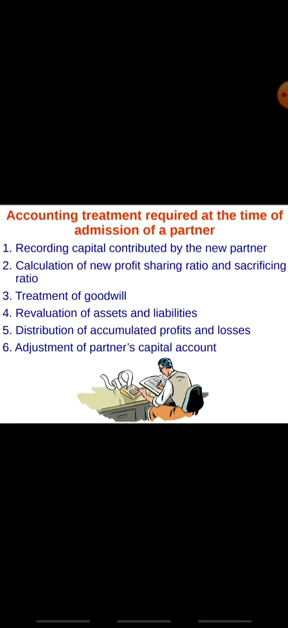 Accounting treatment required at the time of
admission of a partner
1. Recording capital contributed by the new partner
2. Calculation of new profit sharing ratio and sacrificing
ratio
3. Treatment of goodwill
4. Revaluation of assets and liabilities
5. Distribution of accumulated profits and losses
6. Adjustment of partner's capital account